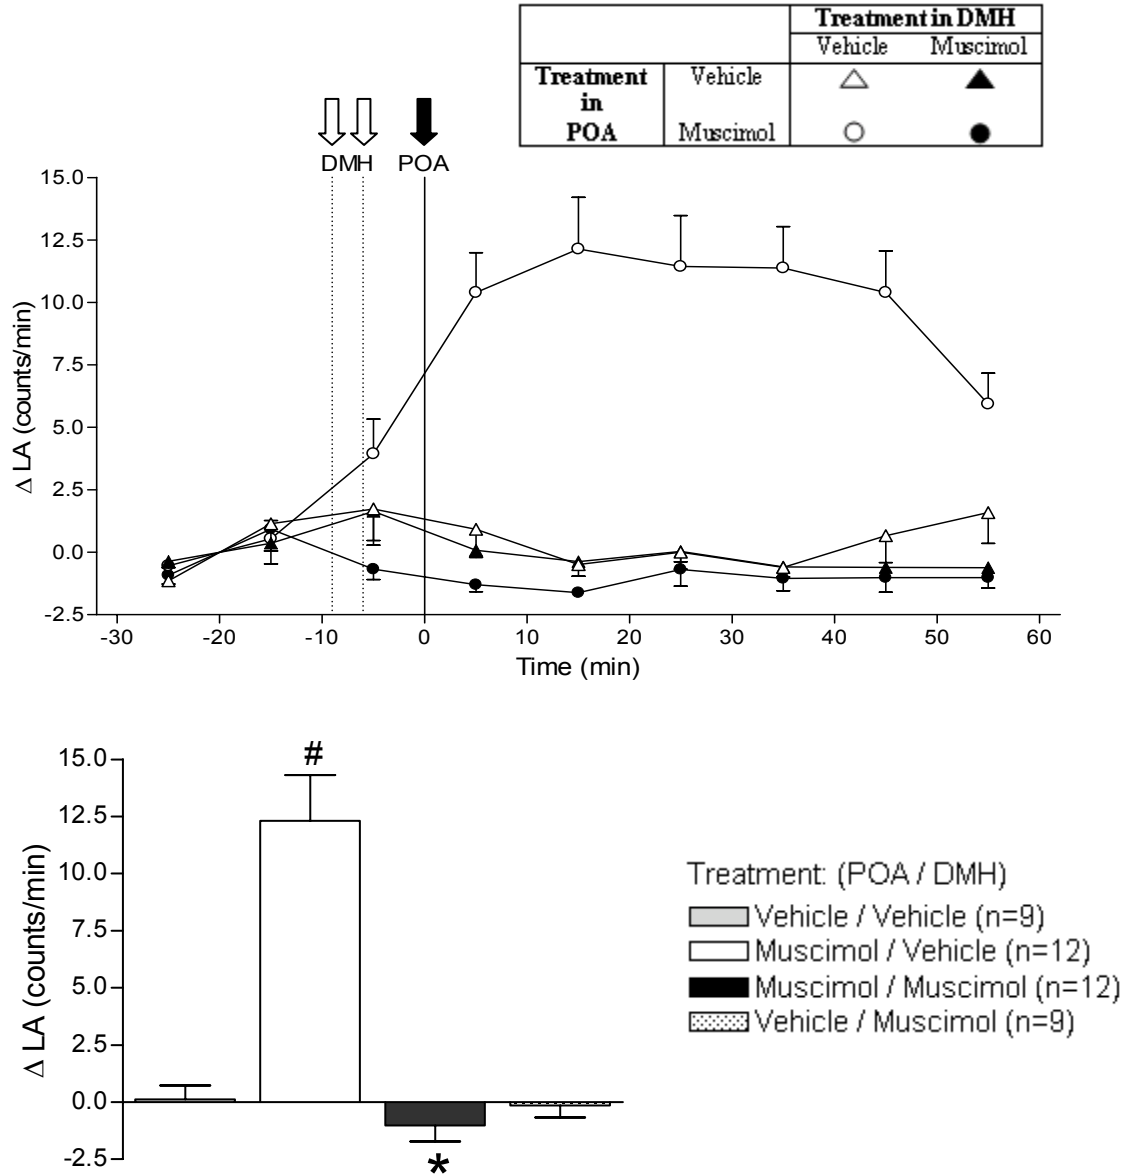 Treatment in DMH
Vehicle Muscimol
Treatment Vehicle
in
POA Muscimol
DMH POA
15.0
12.5
10.0
7.5
5.0
2.5
0.0
-2.5
Δ LA (counts/min)
-30 -20 -10 0 10 20 30 40 50 60
Time (min)
15.0
12.5
10.0
7.5
5.0
2.5
0.0
-2.5
Δ LA (counts/min)
#
*
Treatment: (POA / DMH)
Vehicle / Vehicle (n=9)
Muscimol / Vehicle (n=12)
Muscimol / Muscimol (n=12)
Vehicle / Muscimol (n=9)